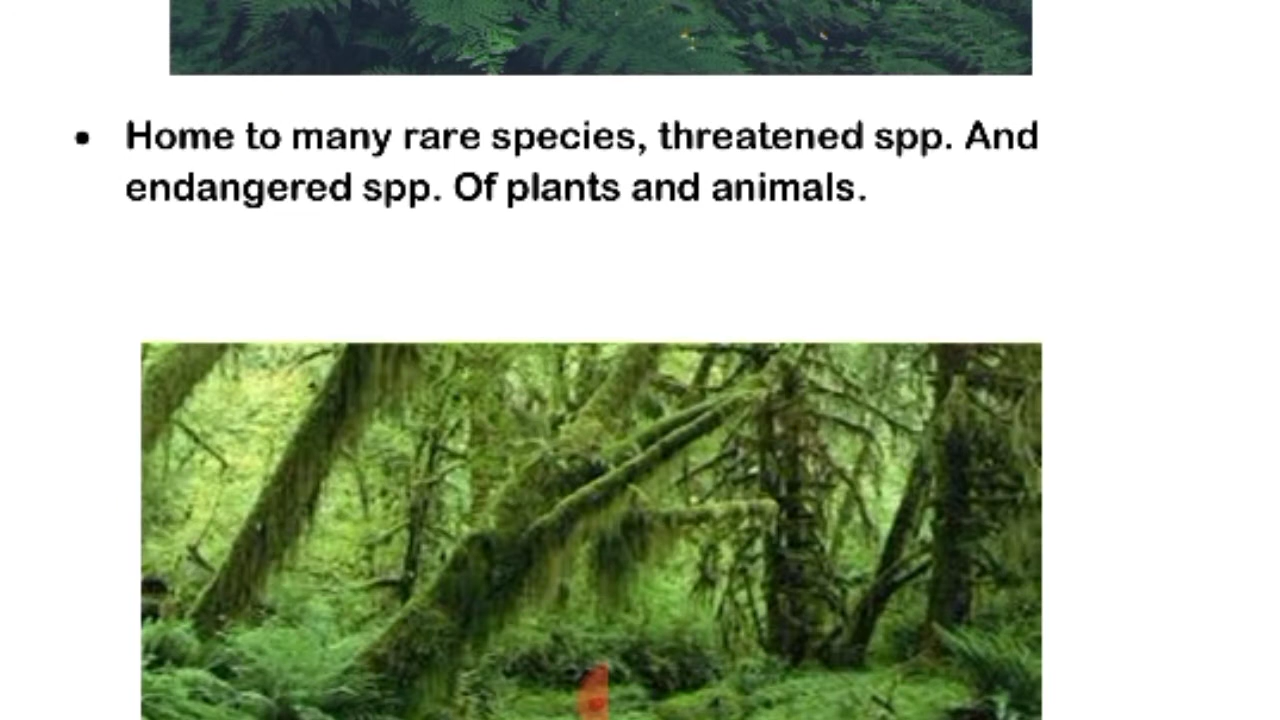 • Home to many rare species, threatened spp. And
endangered spp. Of plants and animals.